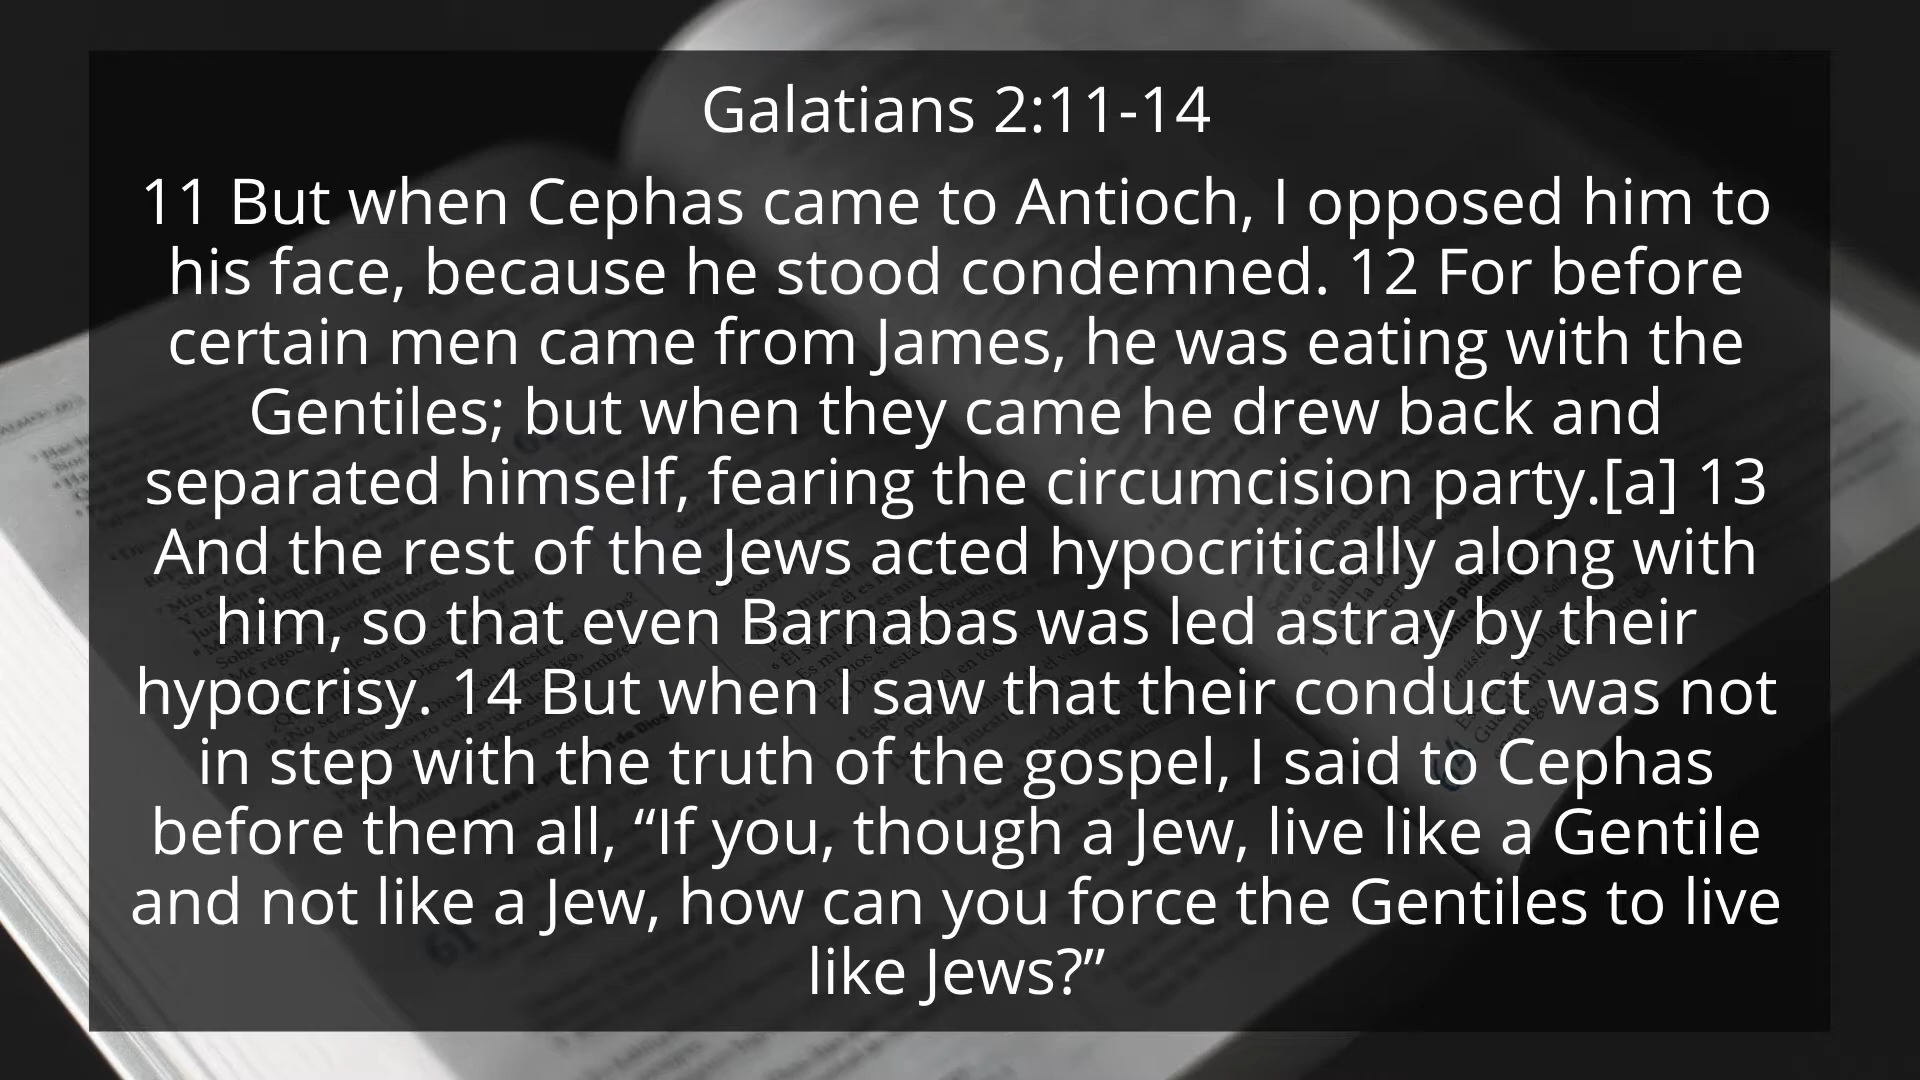 Galatians 2:11-14
11 But when Cephas came to Antioch, I opposed him to
his face, because he stood condemned. 12 For before
certain men came from James, he was eating with the
Gentiles; but when they came he drew back and
separated himself, fearing the circumcision party.[a] 13
And the rest of the Jews acted hypocritically along with
him, so that even Barnabas was led astray by their
hypocrisy. 14 But when I saw that their conduct was not
in step with the truth of the gospel, I said to Cephas
before them all, “If you, though a Jew, live like a Gentile
and not like a Jew, how can you force the Gentiles to live
like Jews?”